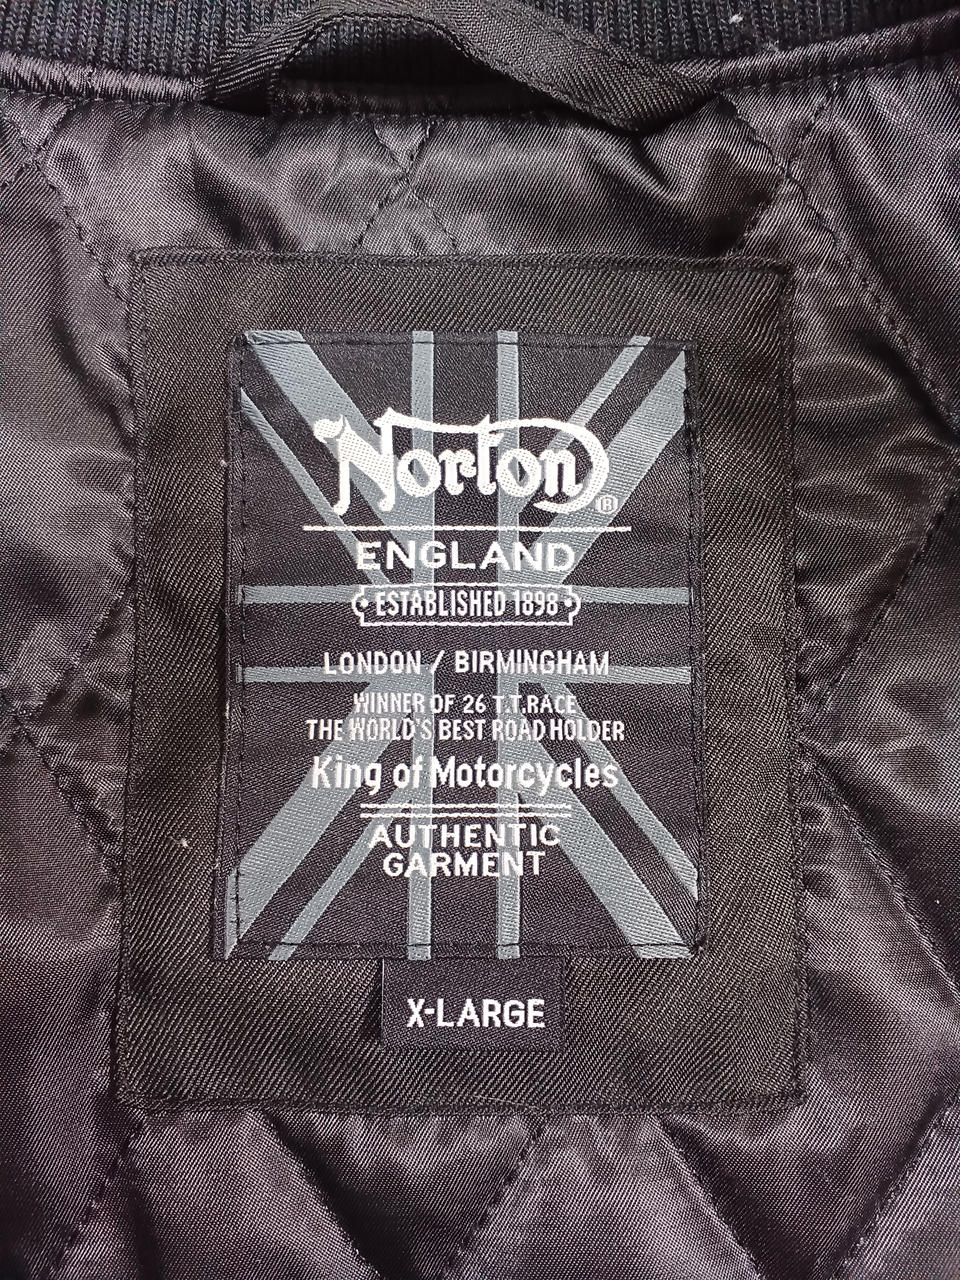 Norton®
ENGLAND
ESTABLISHED 1898
LONDON / BIRMINGHAM
WINNER OF 26 T.T.RACE
THE WORLD'S BEST ROAD HOLDER
King of Motorcycles
AUTHENTIC
GARMENT
X-LARGE